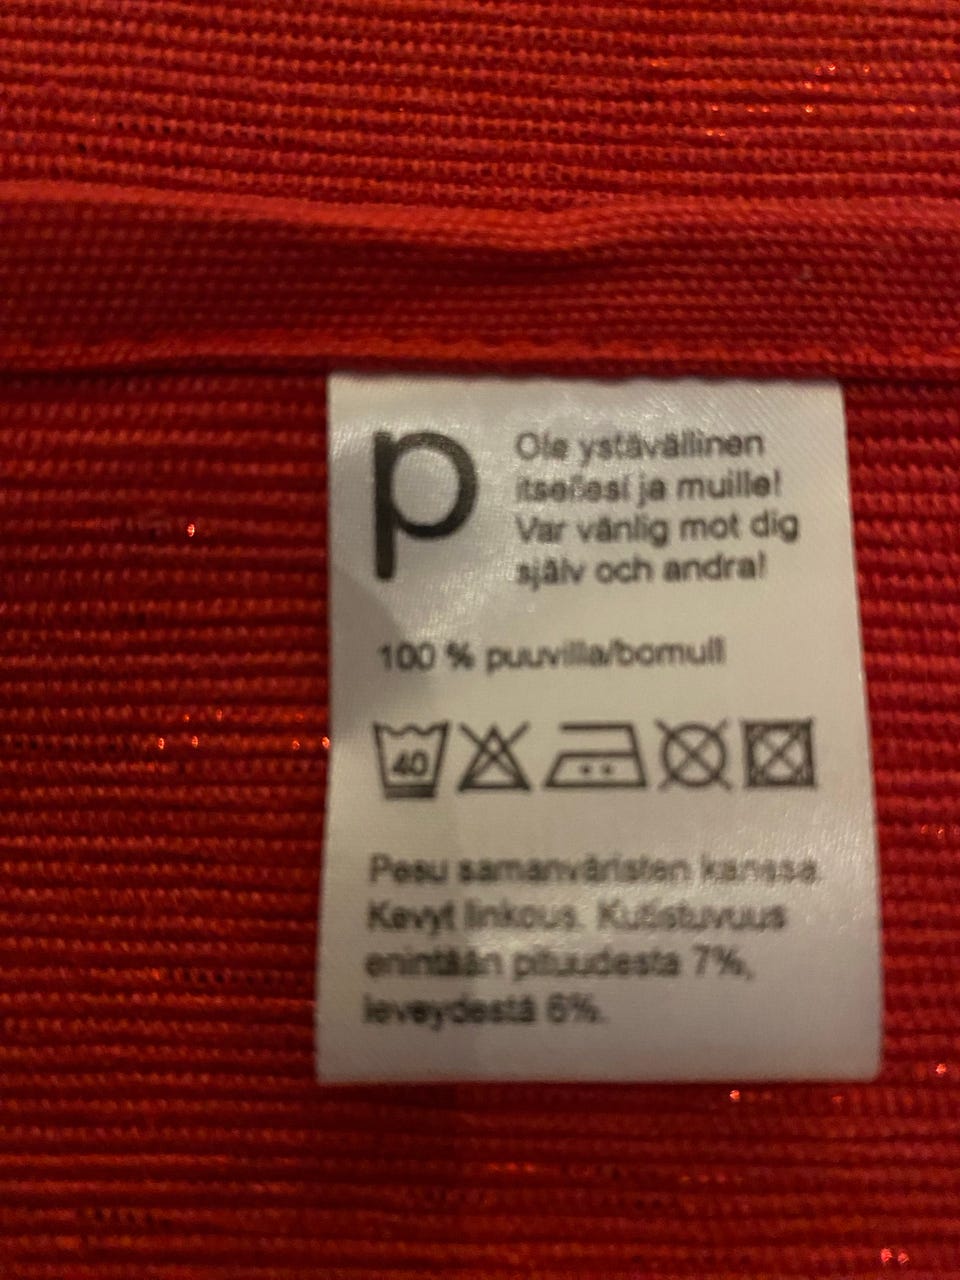 p
Ole ystävällinen
itsellesi ja muille!
Var vänlig mot dig
själv och andra!
100 % puuvilla/bomull
40
Pesu samanväristen kanssa.
Kevyt linkous. Kutistuvuus
enintään pituudesta 7%,
leveydestä 6%.